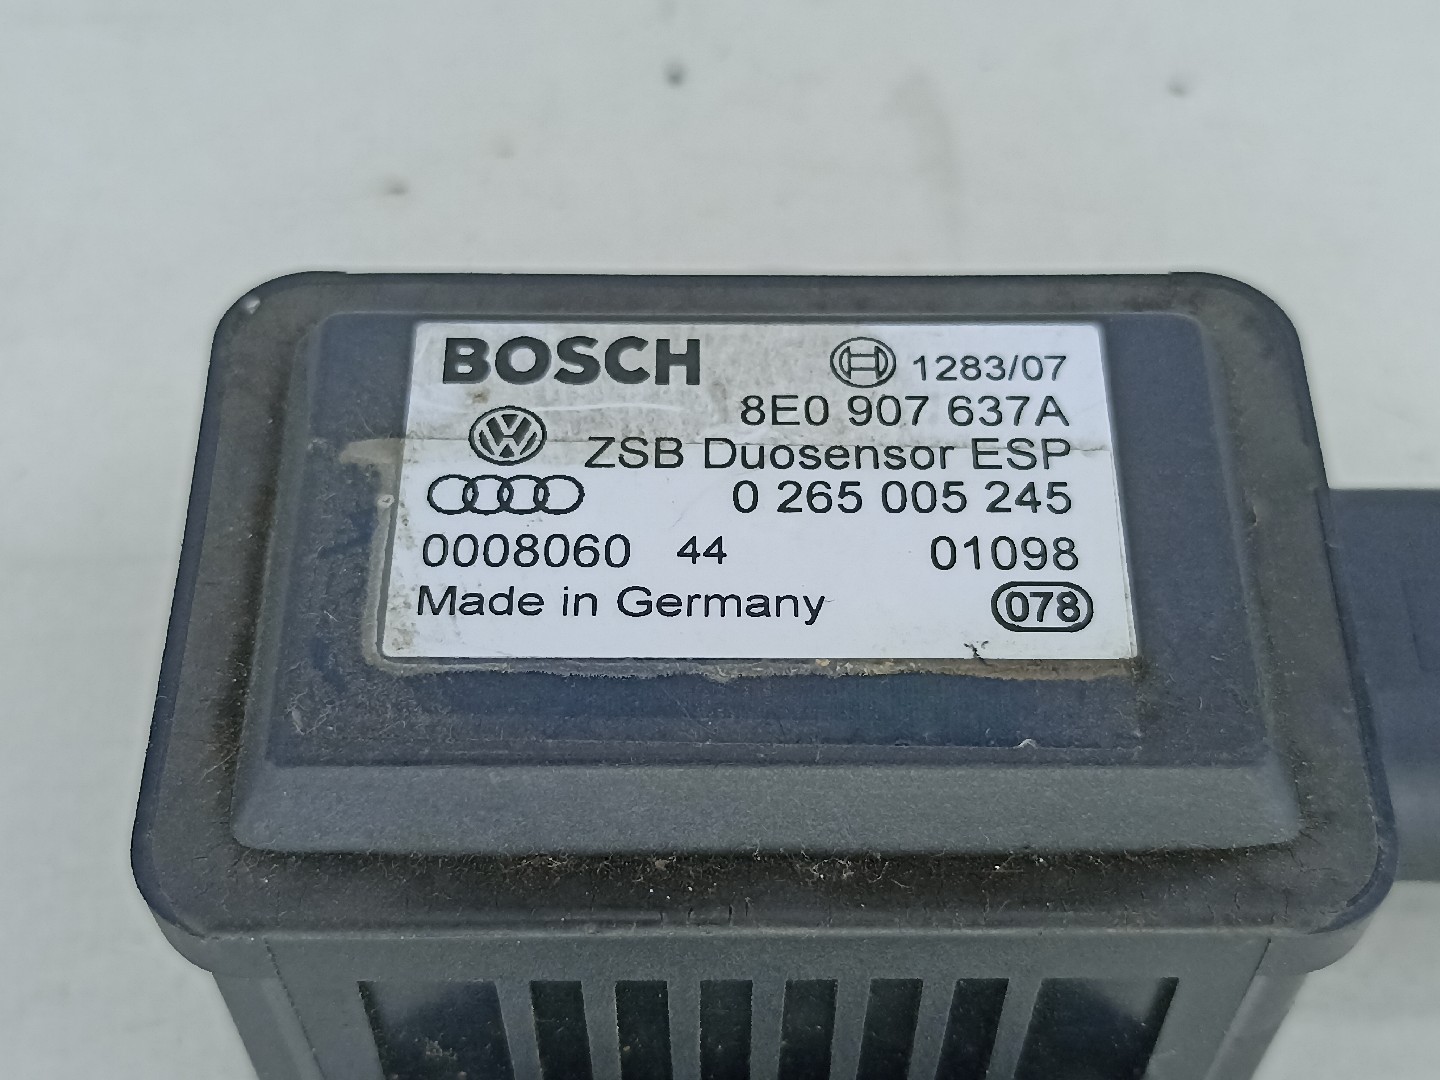 BOSCH 1283/07
8E0 907 637A
ZSB Duosensor ESP
0 265 005 245
0008060 44 01098
Made in Germany 078